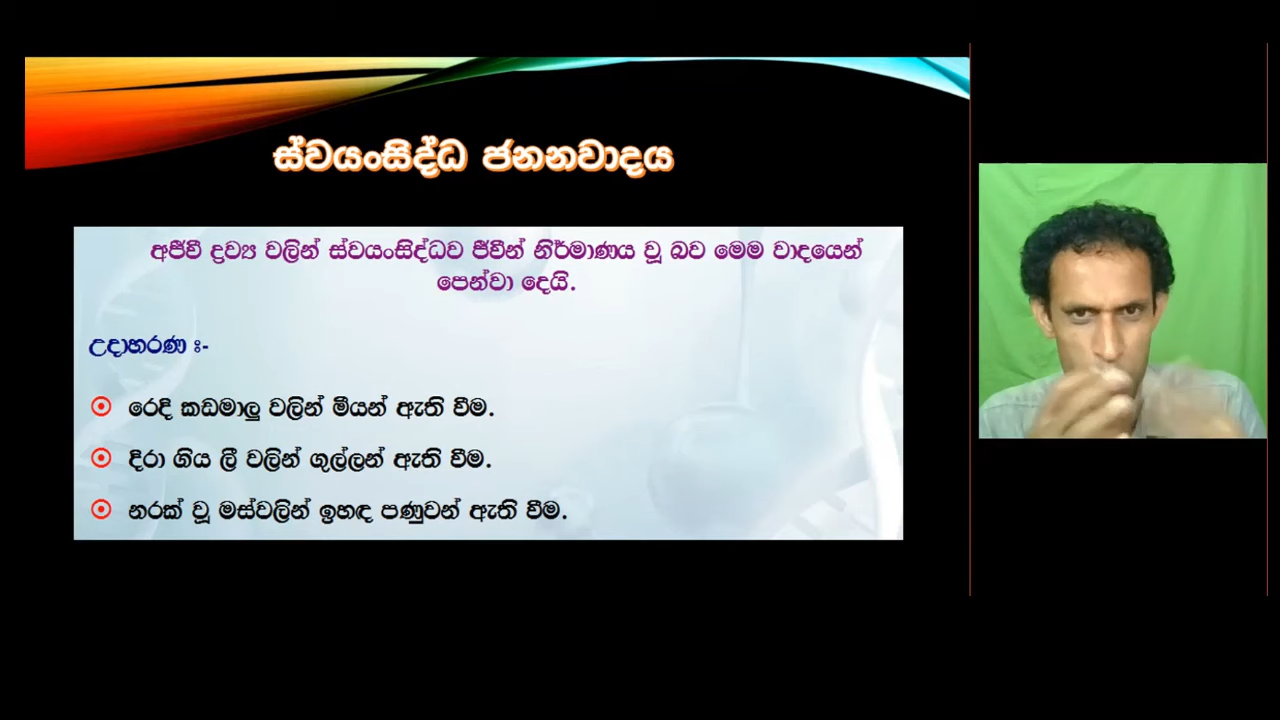 ස්වයංසිද්ධ ජනනවාදය
අජීවී ද්‍රව්‍ය වලින් ස්වයංසිද්ධව ජීවීන් නිර්මාණය වූ බව මෙම වාදයෙන්
පෙන්වා දෙයි.
උදාහරණ :-
රෙදි කඩමාලු වලින් මීයන් ඇති වීම.
දිරා ගිය ලී වලින් ගුල්ලන් ඇති වීම.
නරක් වූ මස්වලින් ඉහඳ පණුවන් ඇති වීම.